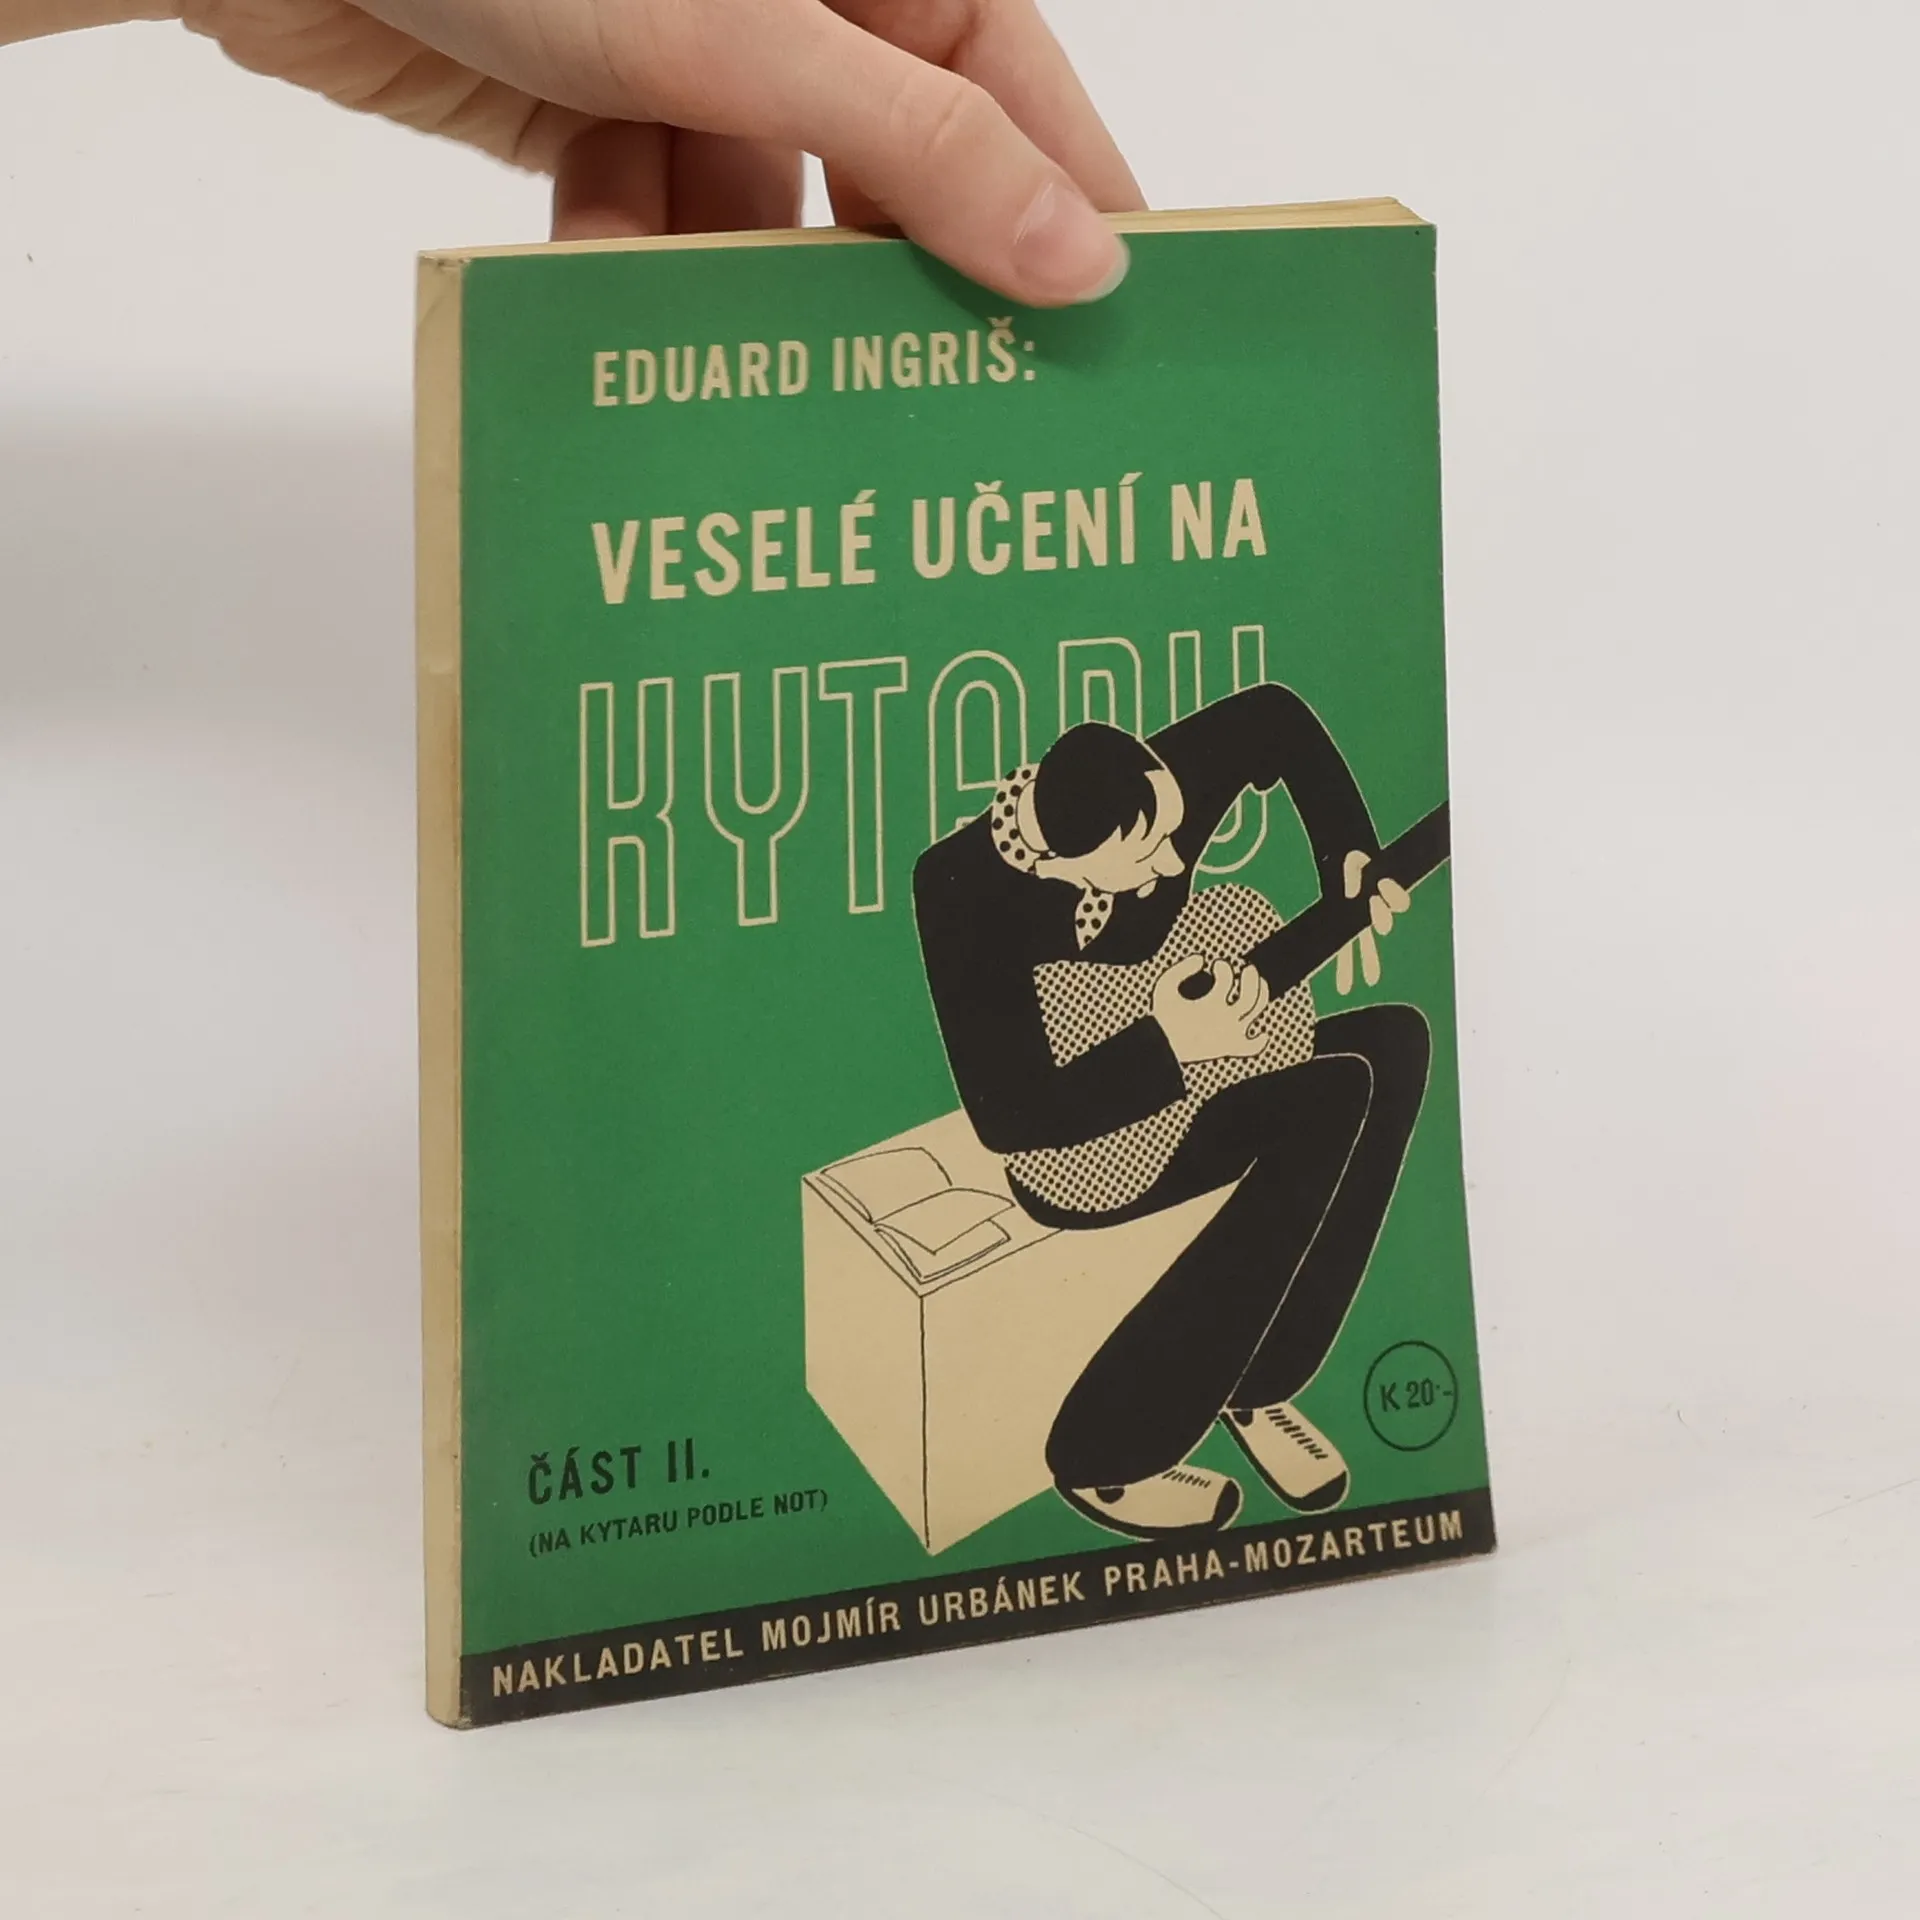 EDUARD INGRIŠ:
VESELÉ UČENÍ NA
KYTARU
ČÁST II.
(NA KYTARU PODLE NOT)
K 20·-
NAKLADATEL MOJMÍR URBÁNEK PRAHA-MOZARTEUM